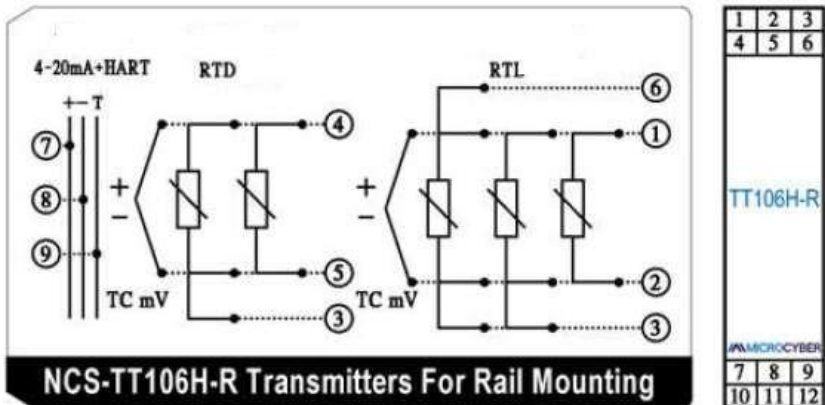 4-20mA+HART RTD RTL
+ - T
6
4 1
7
+ +
8
- -
9
5 2
TC mV TC mV
3 3
NCS-TT106H-R Transmitters For Rail Mounting
1 2 3
4 5 6
TT106H-R
MICROCYBER
7 8 9
10 11 12